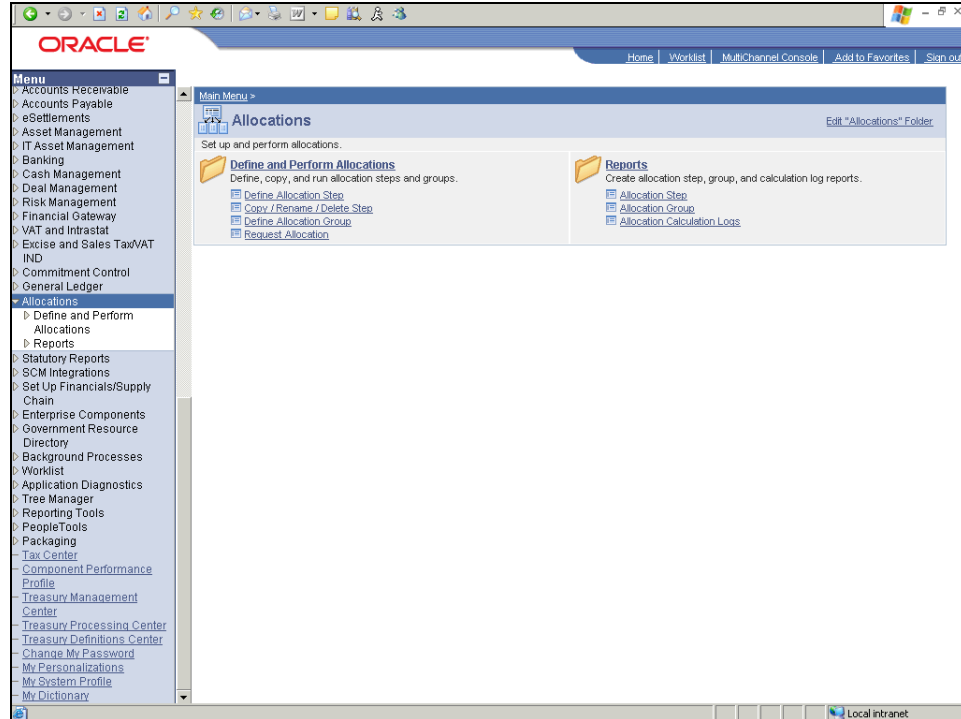 ORACLE'
Home | Worklist | MultiChannel Console | Add to Favorites | Sign out
Menu
Accounts Receivable
Accounts Payable
eSettlements
Asset Management
IT Asset Management
Banking
Cash Management
Deal Management
Risk Management
Financial Gateway
VAT and Intrastat
Excise and Sales Tax/VAT
IND
Commitment Control
General Ledger
Allocations
Define and Perform
Allocations
Reports
Statutory Reports
SCM Integrations
Set Up Financials/Supply
Chain
Enterprise Components
Government Resource
Directory
Background Processes
Worklist
Application Diagnostics
Tree Manager
Reporting Tools
PeopleTools
Packaging
Tax Center
Component Performance
Profile
Treasury Management
Center
Treasury Processing Center
Treasury Definitions Center
Change My Password
My Personalizations
My System Profile
My Dictionary
Main Menu >
Allocations
Edit "Allocations" Folder
Set up and perform allocations.
Define and Perform Allocations
Define, copy, and run allocation steps and groups.
Define Allocation Step
Copy / Rename / Delete Step
Define Allocation Group
Request Allocation
Reports
Create allocation step, group, and calculation log reports.
Allocation Step
Allocation Group
Allocation Calculation Logs
Local intranet